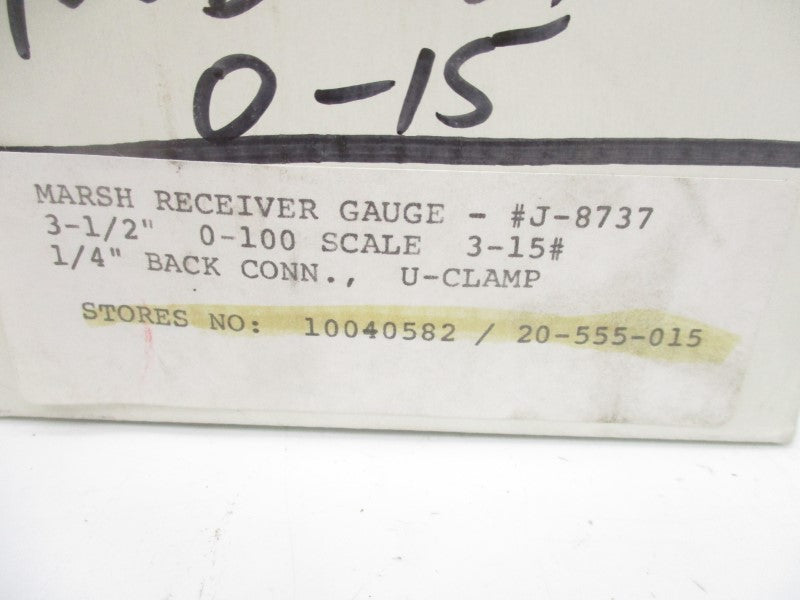 0-15
MARSH RECEIVER GAUGE - #J-8737
3-1/2" 0-100 SCALE 3-15#
1/4" BACK CONN., U-CLAMP
STORES NO: 10040582 / 20-555-015